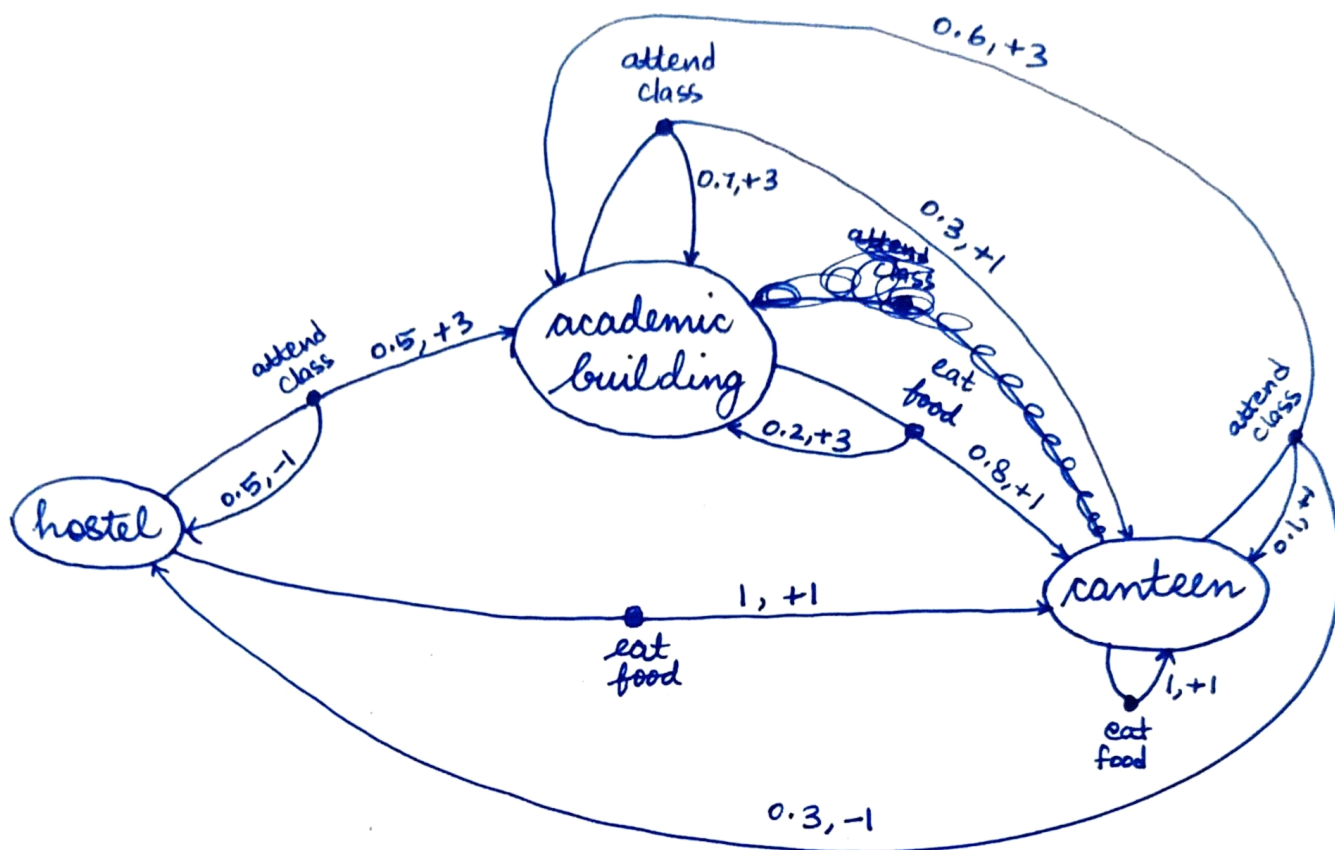 0.6, +3
attend
class
0.7, +3
0.3, +1
attend
class
attend
class
0.5, +3
academic
building
eat
food
0.2, +3
0.8, +1
attend
class
0.5, -1
hostel
0.1,
canteen
1, +1
eat
food
1, +1
eat
food
0.3, -1